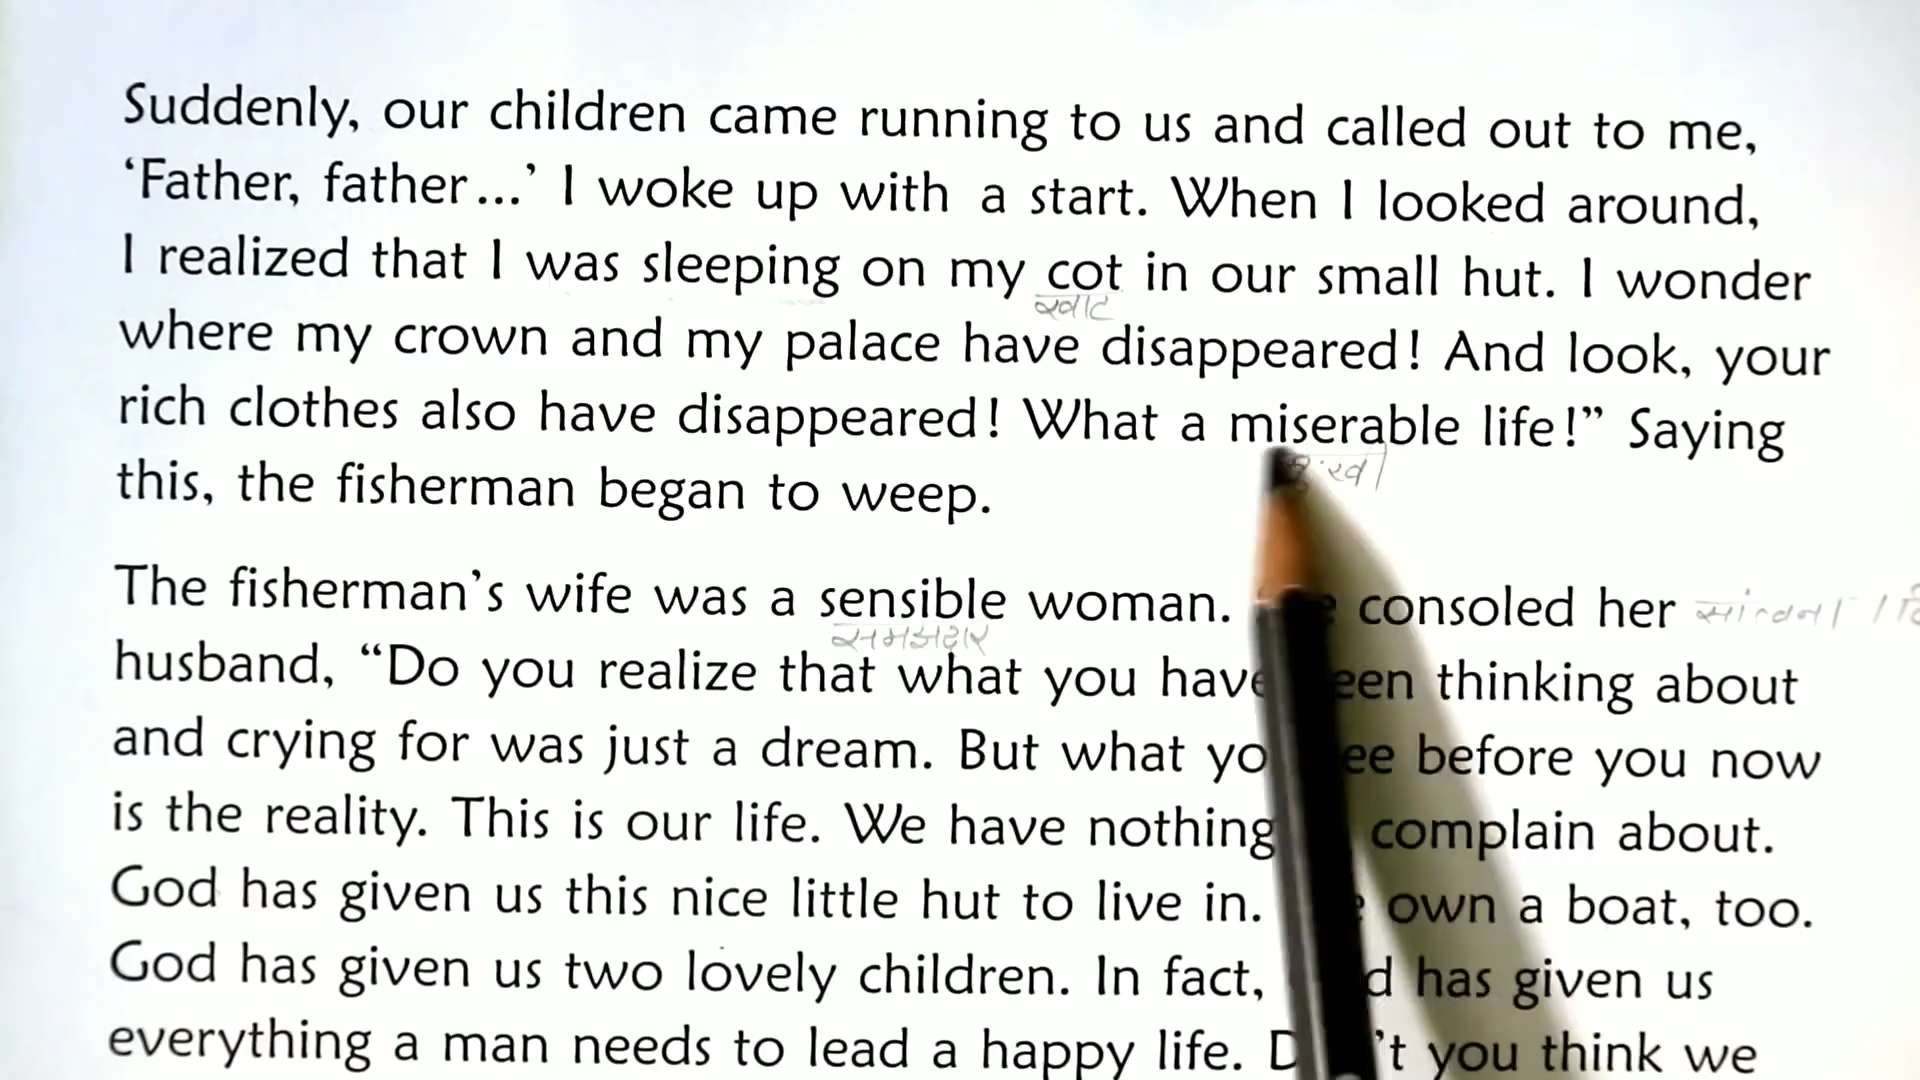 Suddenly, our children came running to us and called out to me,
‘Father, father...’ I woke up with a start. When I looked around,
I realized that I was sleeping on my cot in our small hut. I wonder
खाट
where my crown and my palace have disappeared! And look, your
rich clothes also have disappeared! What a miserable life!” Saying
this, the fisherman began to weep.
The fisherman’s wife was a sensible woman. consoled her
समझदार
husband, “Do you realize that what you have thinking about
and crying for was just a dream. But what before you now
is the reality. This is our life. We have nothing complain about.
God has given us this nice little hut to live in. own a boat, too.
God has given us two lovely children. In fact, has given us
everything a man needs to lead a happy life. you think we